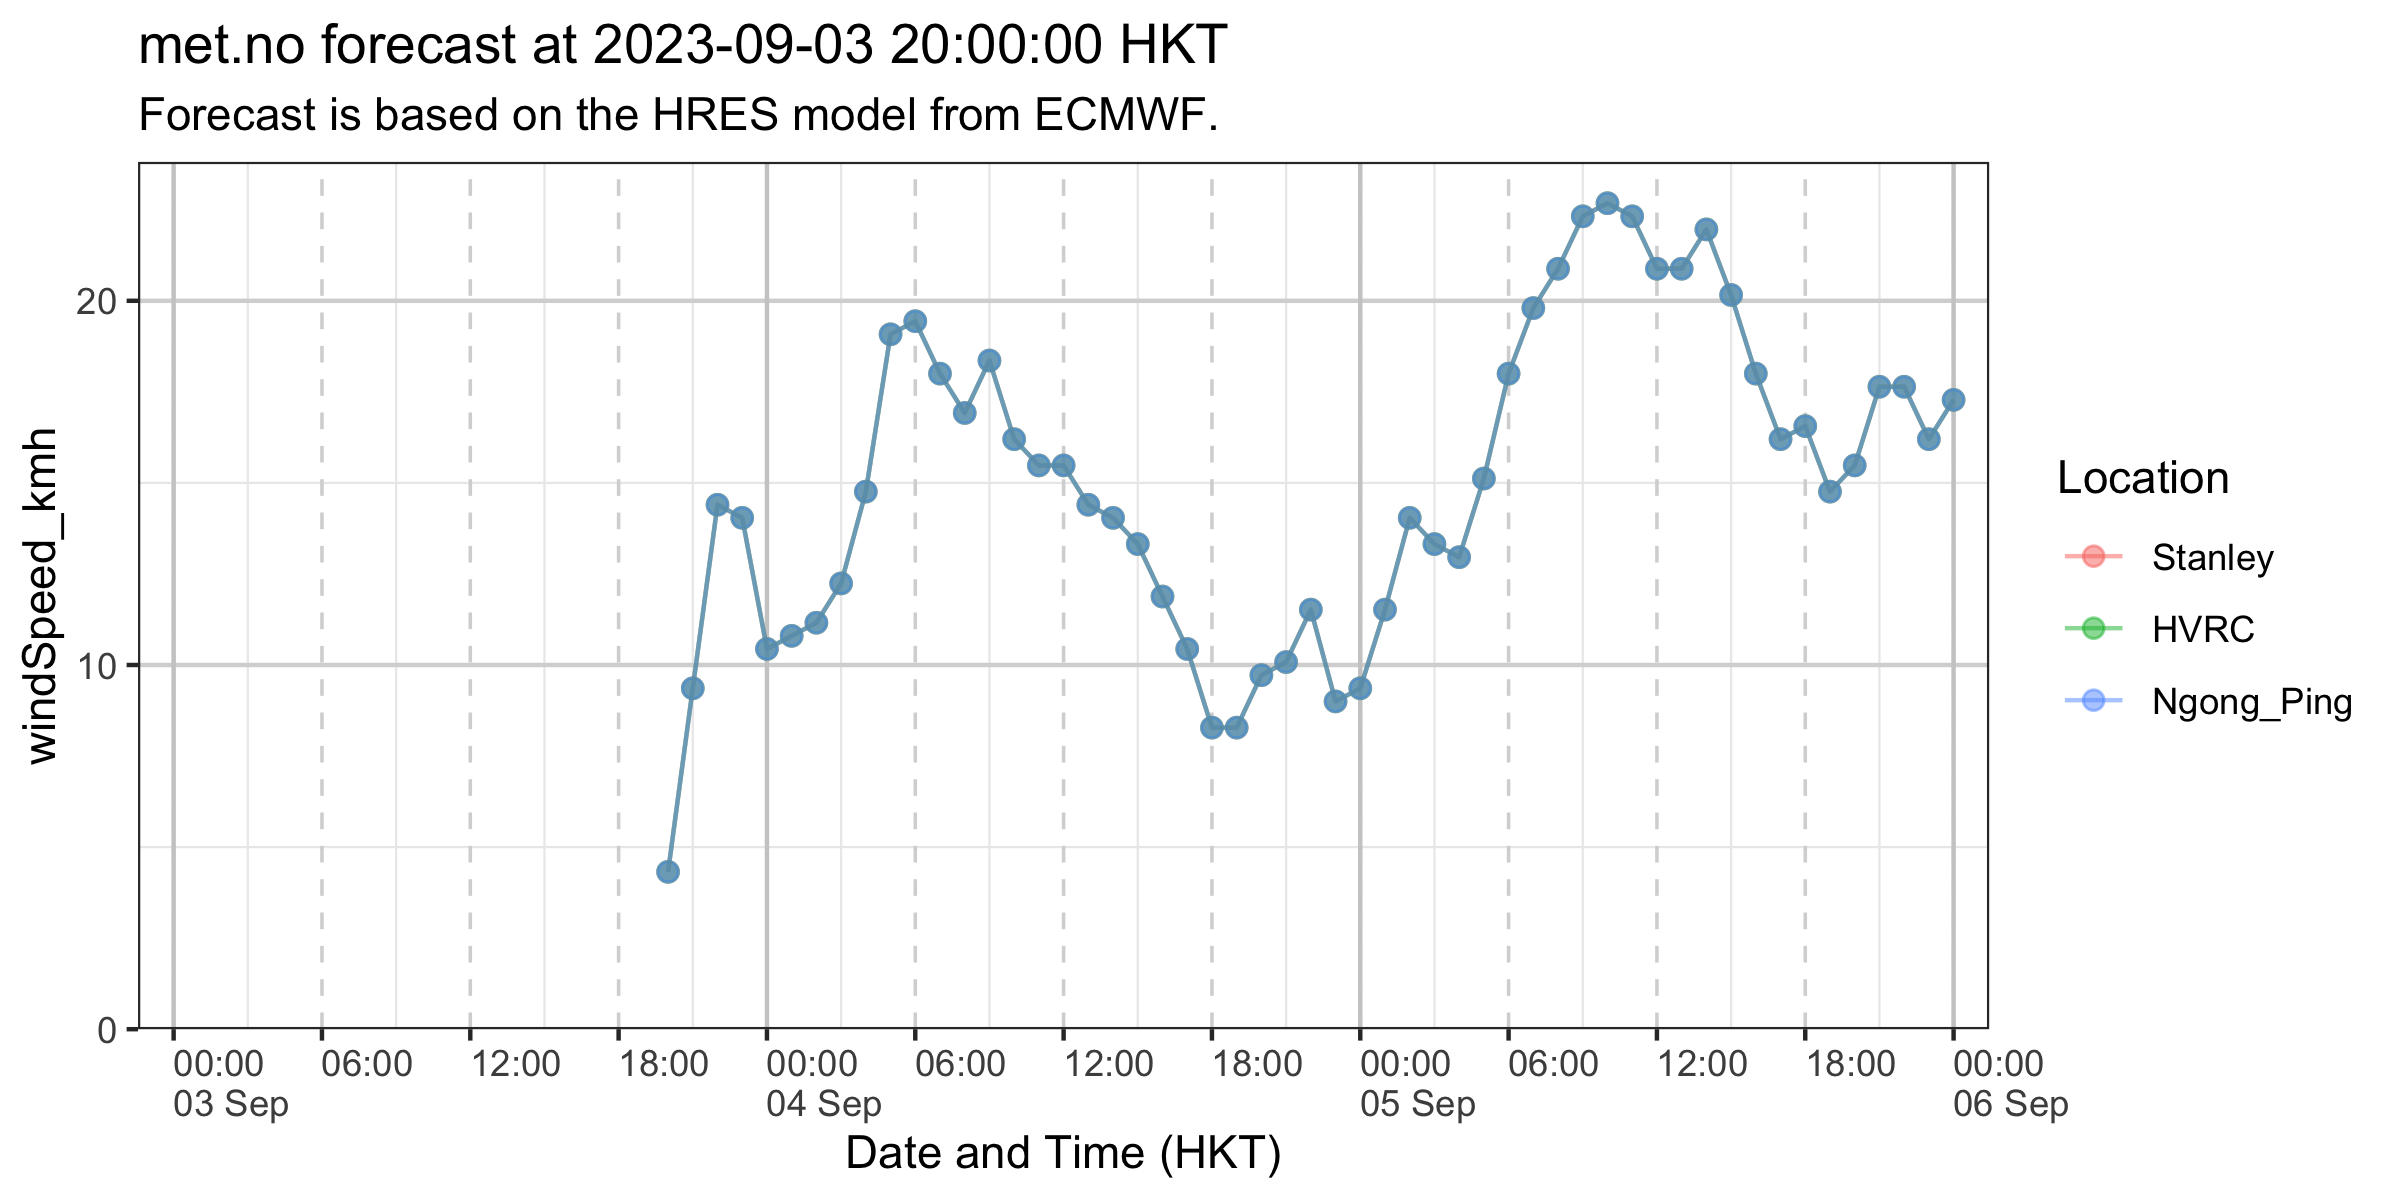 met.no forecast at 2023-09-03 20:00:00 HKT
Forecast is based on the HRES model from ECMWF.
windSpeed_kmh
20
10
0
00:00 06:00 12:00 18:00 00:00 06:00 12:00 18:00 00:00 06:00 12:00 18:00 00:00
03 Sep 04 Sep 05 Sep 06 Sep
Date and Time (HKT)
Location
Stanley
HVRC
Ngong_Ping